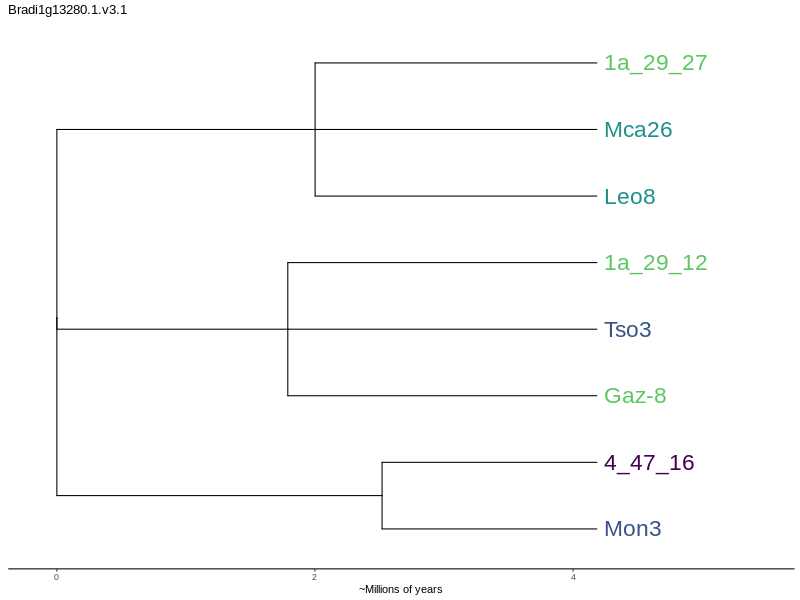 Bradi1g13280.1.v3.1
1a_29_27
Mca26
Leo8
1a_29_12
Tso3
Gaz-8
4_47_16
Mon3
0 2 4
~Millions of years